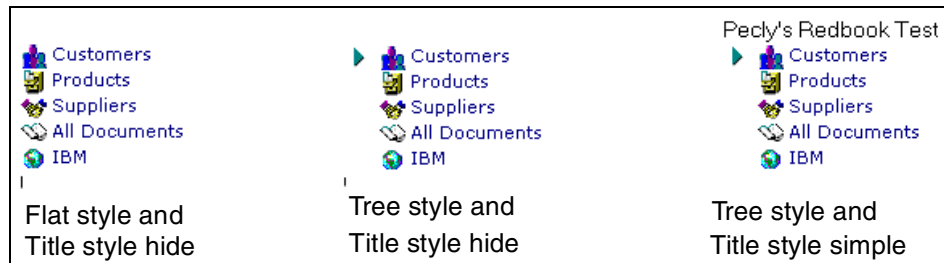 Customers
Products
Suppliers
All Documents
IBM
Flat style and
Title style hide
Customers
Products
Suppliers
All Documents
IBM
Tree style and
Title style hide
Pecly's Redbook Test
Customers
Products
Suppliers
All Documents
IBM
Tree style and
Title style simple